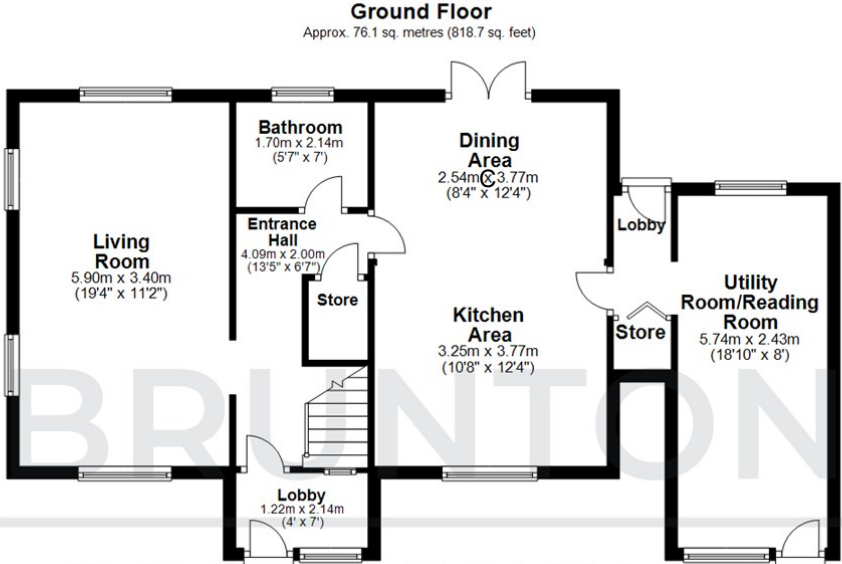 Ground Floor
Approx. 76.1 sq. metres (818.7 sq. feet)
Bathroom
1.70m x 2.14m
(5'7" x 7')
Dining
Area
2.54m x 3.77m
(8'4" x 12'4")
C
Lobby
Entrance
Hall
4.09m x 2.00m
(13'5" x 6'7")
Living
Room
5.90m x 3.40m
(19'4" x 11'2")
Store
Kitchen
Area
3.25m x 3.77m
(10'8" x 12'4")
Store
Utility
Room/Reading
Room
5.74m x 2.43m
(18'10" x 8')
BRUNTON
Lobby
1.22m x 2.14m
(4' x 7')